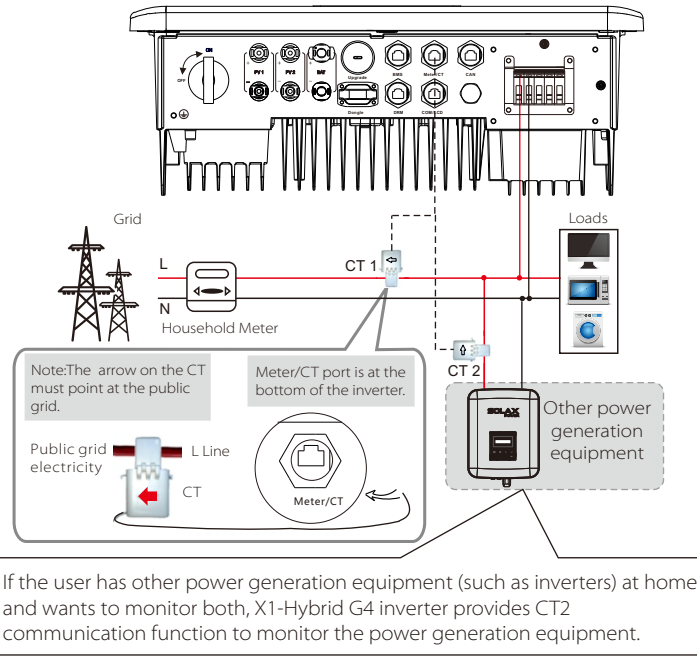 ON
OFF
PV1
PV2
BAT
Upgrade
BMS
Meter/CT
CAN
Dongle
DRM
Grid
Loads
L
CT 1
N
Household Meter
CT 2
Note:The arrow on the CT
must point at the public
grid.
Meter/CT port is at the
bottom of the inverter.
Public grid
electricity
L Line
CT
Meter/CT
SOLAX
POWER
Other power
generation
equipment
If the user has other power generation equipment (such as inverters) at home
and wants to monitor both, X1-Hybrid G4 inverter provides CT2
communication function to monitor the power generation equipment.